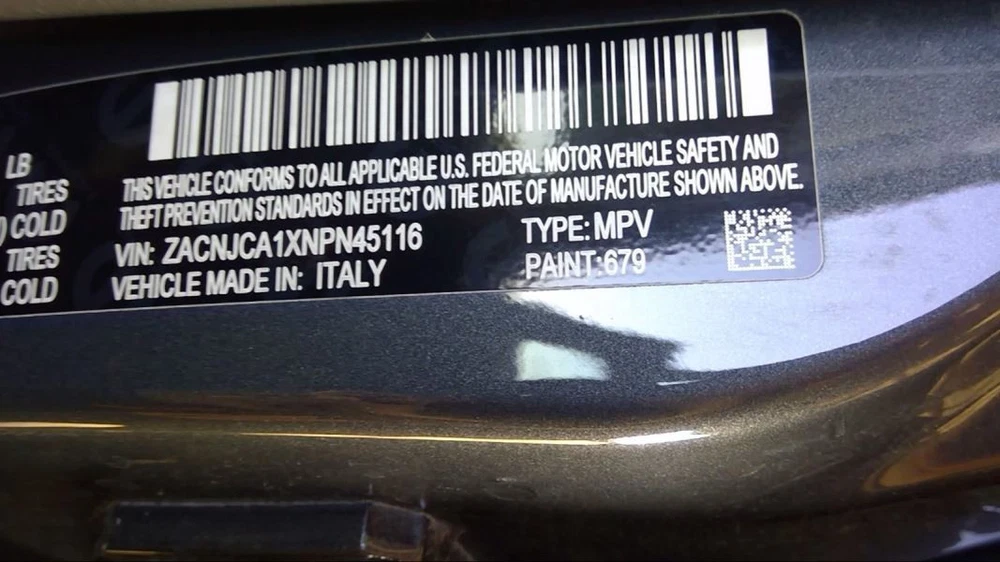 LB
TIRES
) COLD
TIRES
COLD
THIS VEHICLE CONFORMS TO ALL APPLICABLE U.S. FEDERAL MOTOR VEHICLE SAFETY AND
THEFT PREVENTION STANDARDS IN EFFECT ON THE DATE OF MANUFACTURE SHOWN ABOVE.
VIN: ZACNJCA1XNPN45116 TYPE: MPV
VEHICLE MADE IN: ITALY PAINT:679